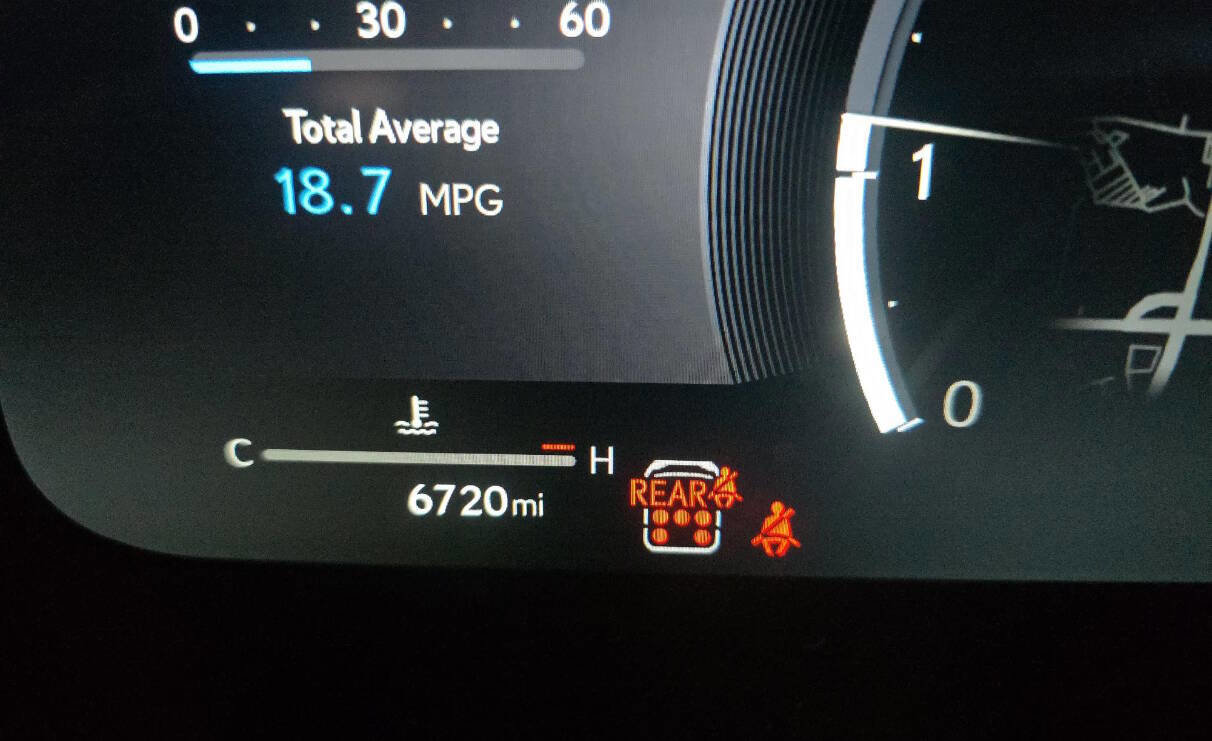 0 30 60
Total Average
18.7 MPG
1
0
C H
6720mi
REAR